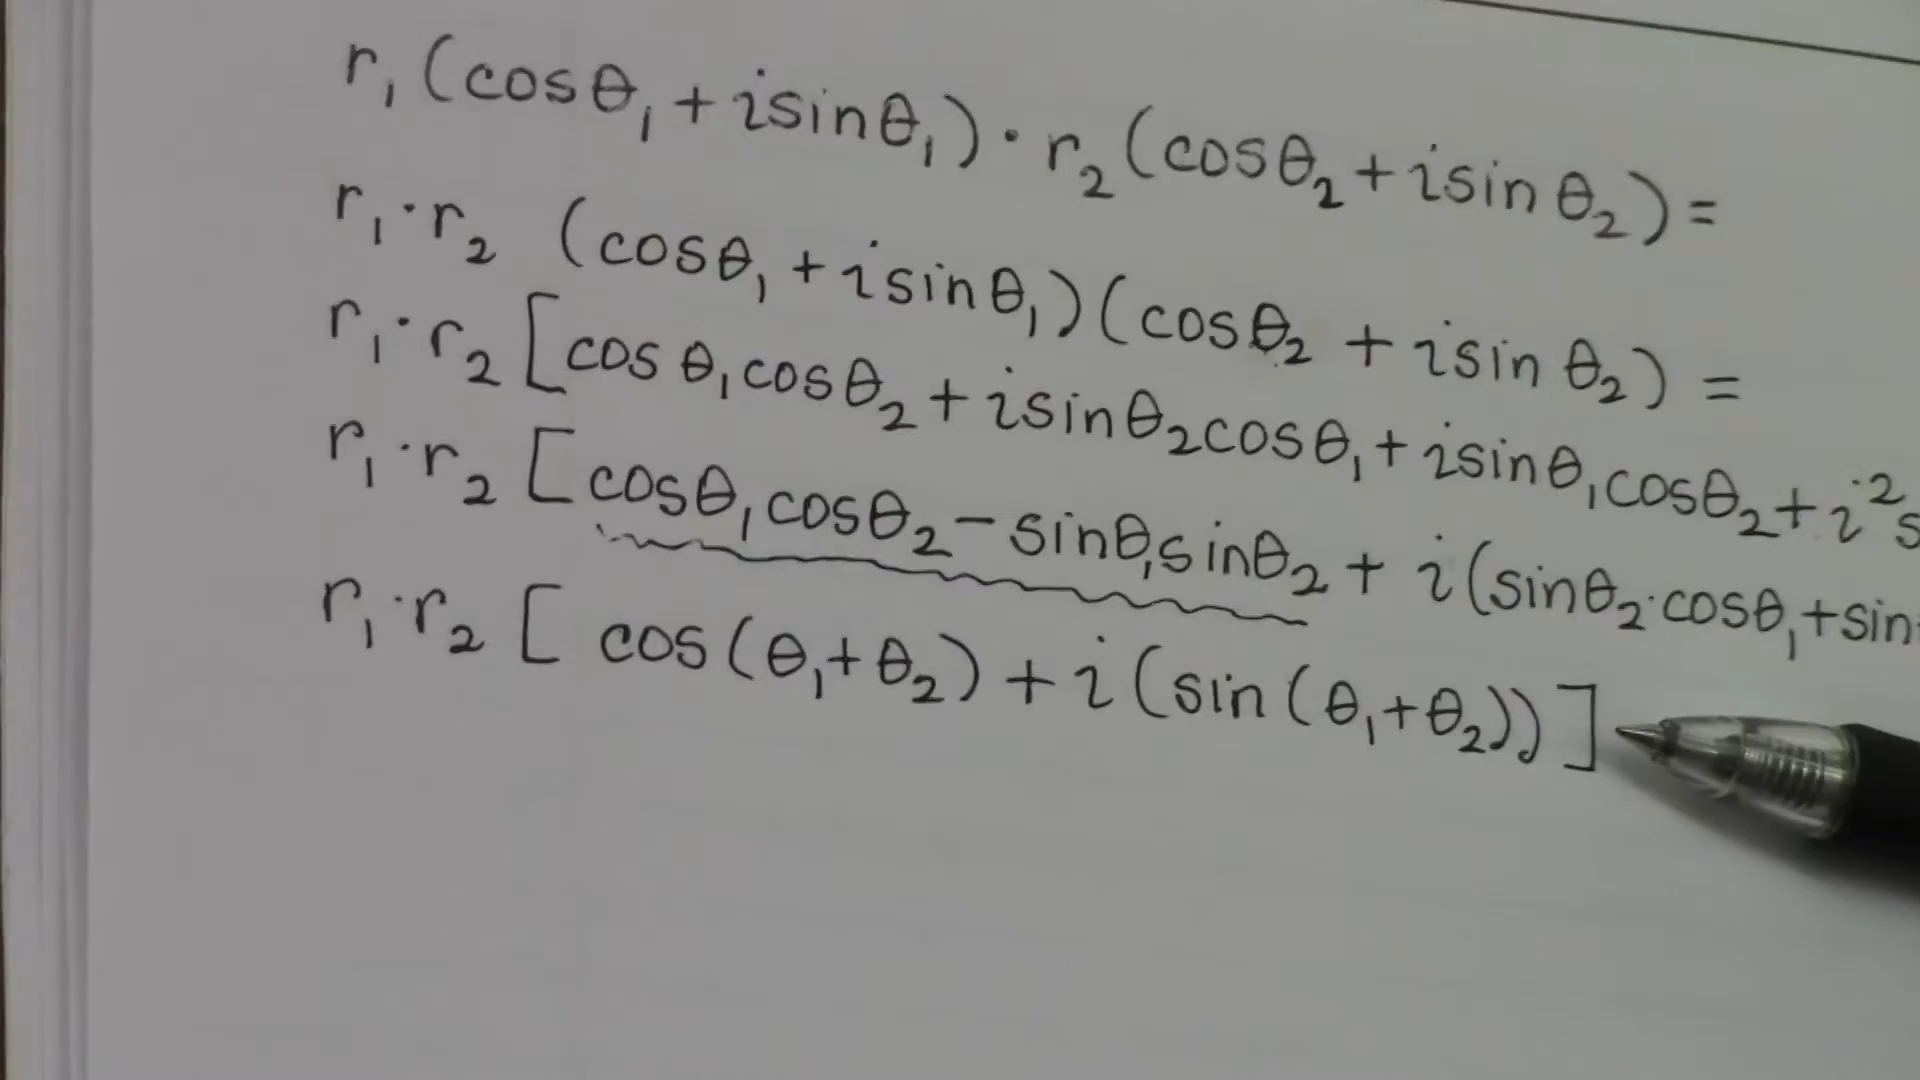 r₁(cosθ₁+isinθ₁)·r₂(cosθ₂+isinθ₂)=
r₁·r₂ (cosθ₁+isinθ₁)(cosθ₂+isinθ₂)=
r₁·r₂[cosθ₁cosθ₂+isinθ₂cosθ₁+isinθ₁cosθ₂+i²s
r₁·r₂[cosθ₁cosθ₂-sinθ₁sinθ₂+i(sinθ₂·cosθ₁+sin
r₁·r₂[cos(θ₁+θ₂)+i(sin(θ₁+θ₂))]